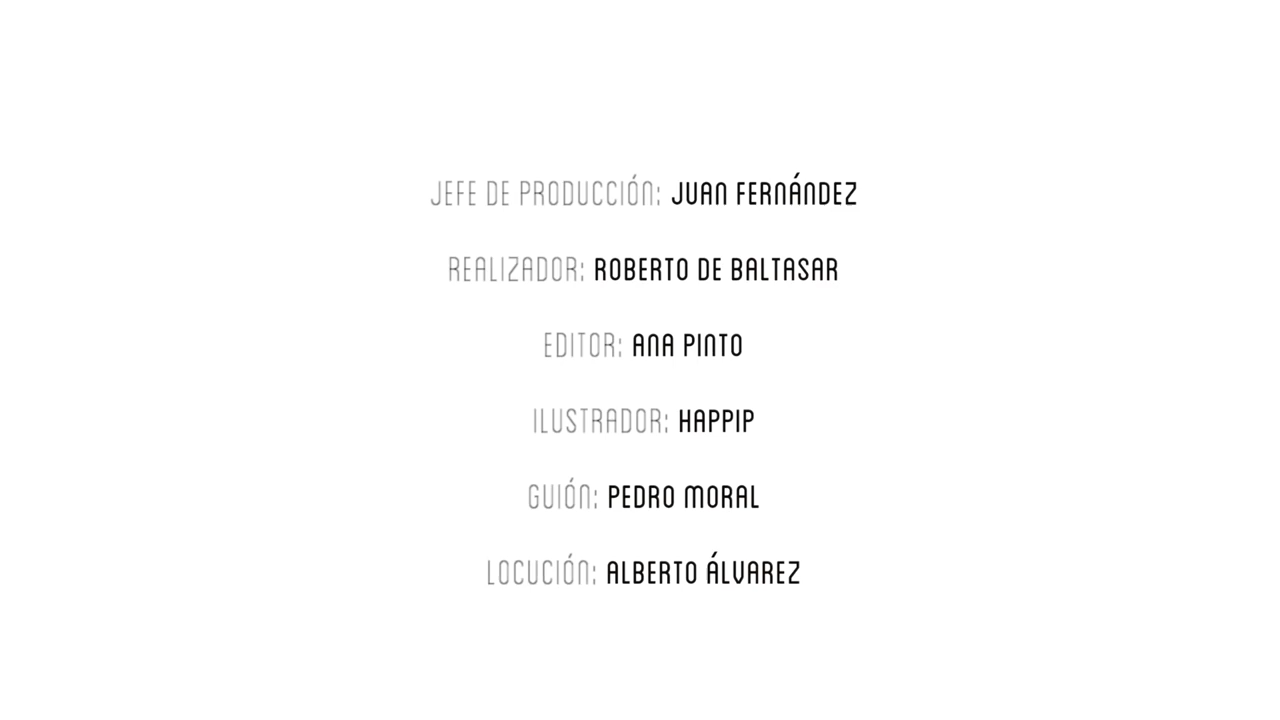 JEFE DE PRODUCCIÓN: JUAN FERNÁNDEZ
REALIZADOR: ROBERTO DE BALTASAR
EDITOR: ANA PINTO
ILUSTRADOR: HAPPIP
GUIÓN: PEDRO MORAL
LOCUCIÓN: ALBERTO ÁLVAREZ